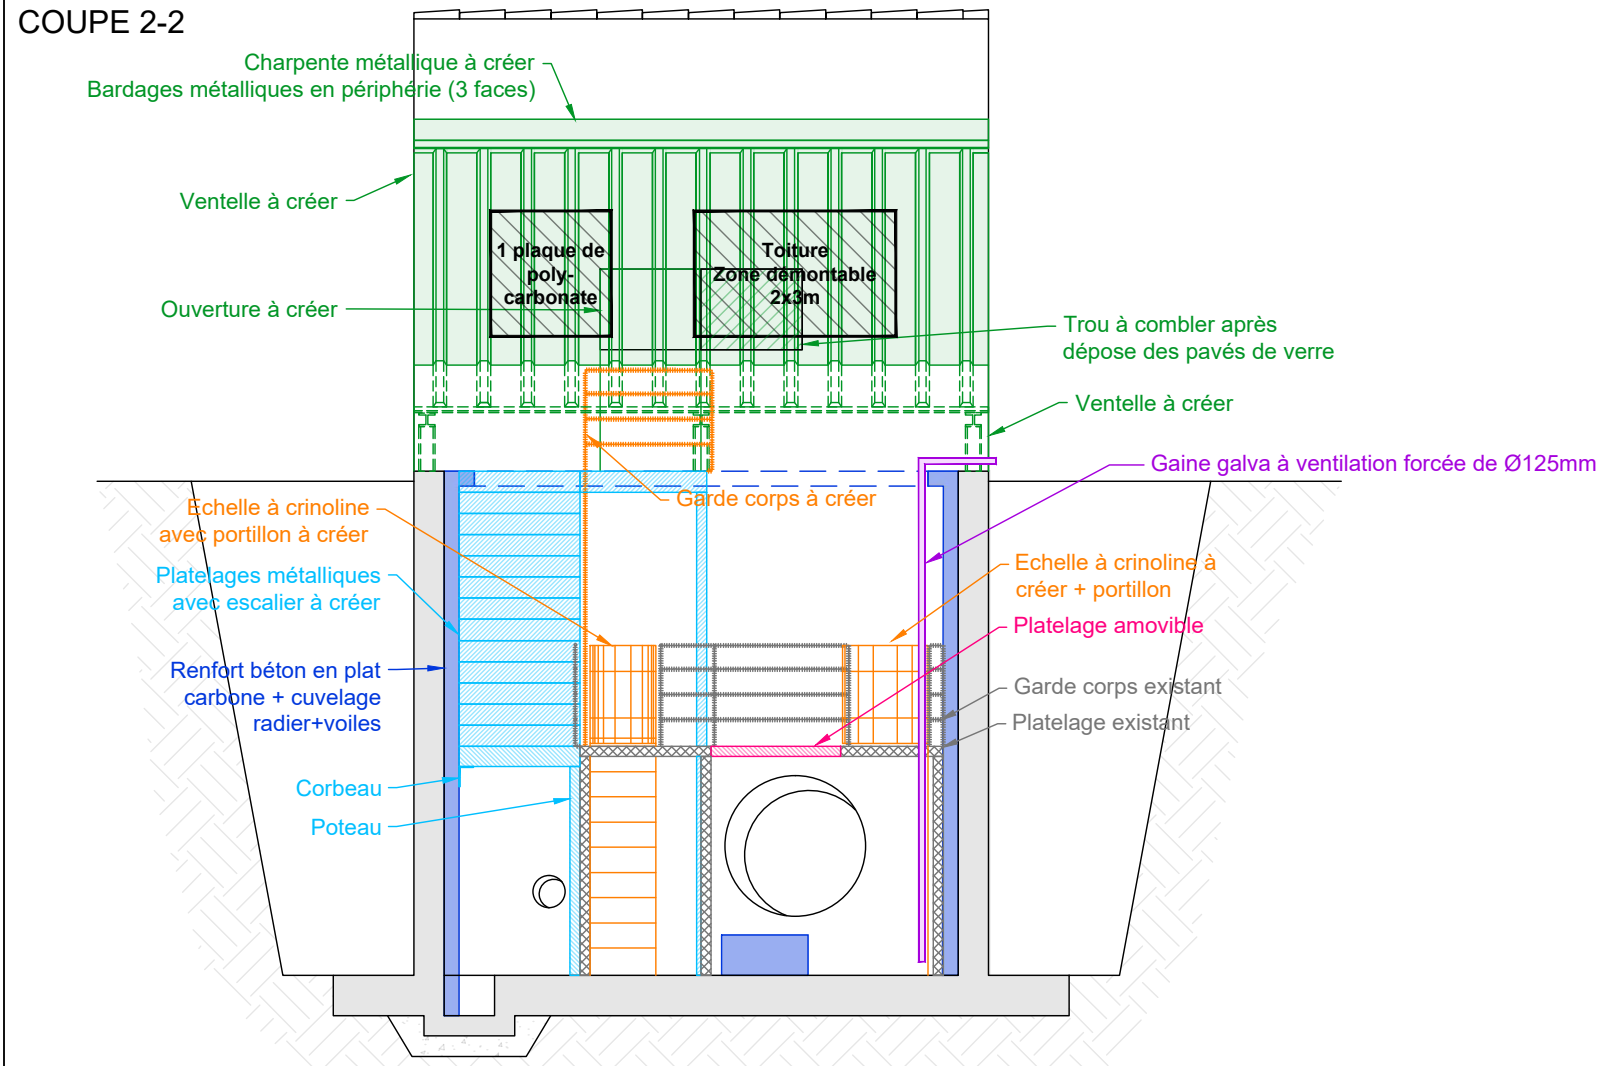 COUPE 2-2
Charpente métallique à créer
Bardages métalliques en périphérie (3 faces)
Ventelle à créer
1 plaque de
poly-
carbonate
Toiture
Zone démontable
2x3m
Ouverture à créer
Trou à combler après
dépose des pavés de verre
Ventelle à créer
Gaine galva à ventilation forcée de Ø125mm
Garde corps à créer
Echelle à crinoline
avec portillon à créer
Echelle à crinoline à
créer + portillon
Platelages métalliques
avec escalier à créer
Platelage amovible
Renfort béton en plat
carbone + cuvelage
radier+voiles
Garde corps existant
Platelage existant
Corbeau
Poteau